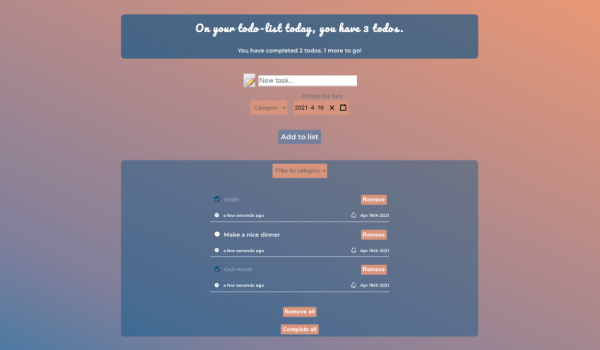 On your todo-list today, you have 3 todos.
You have completed 2 todos. 1 more to go!
New task...
Choose Due Date
Category
2021-4-16
Add to list
Filter by category:
Code
Remove
a few seconds ago
Apr 16th 2021
Make a nice dinner
Remove
a few seconds ago
Apr 16th 2021
Call mom
Remove
a few seconds ago
Apr 16th 2021
Remove all
Complete all